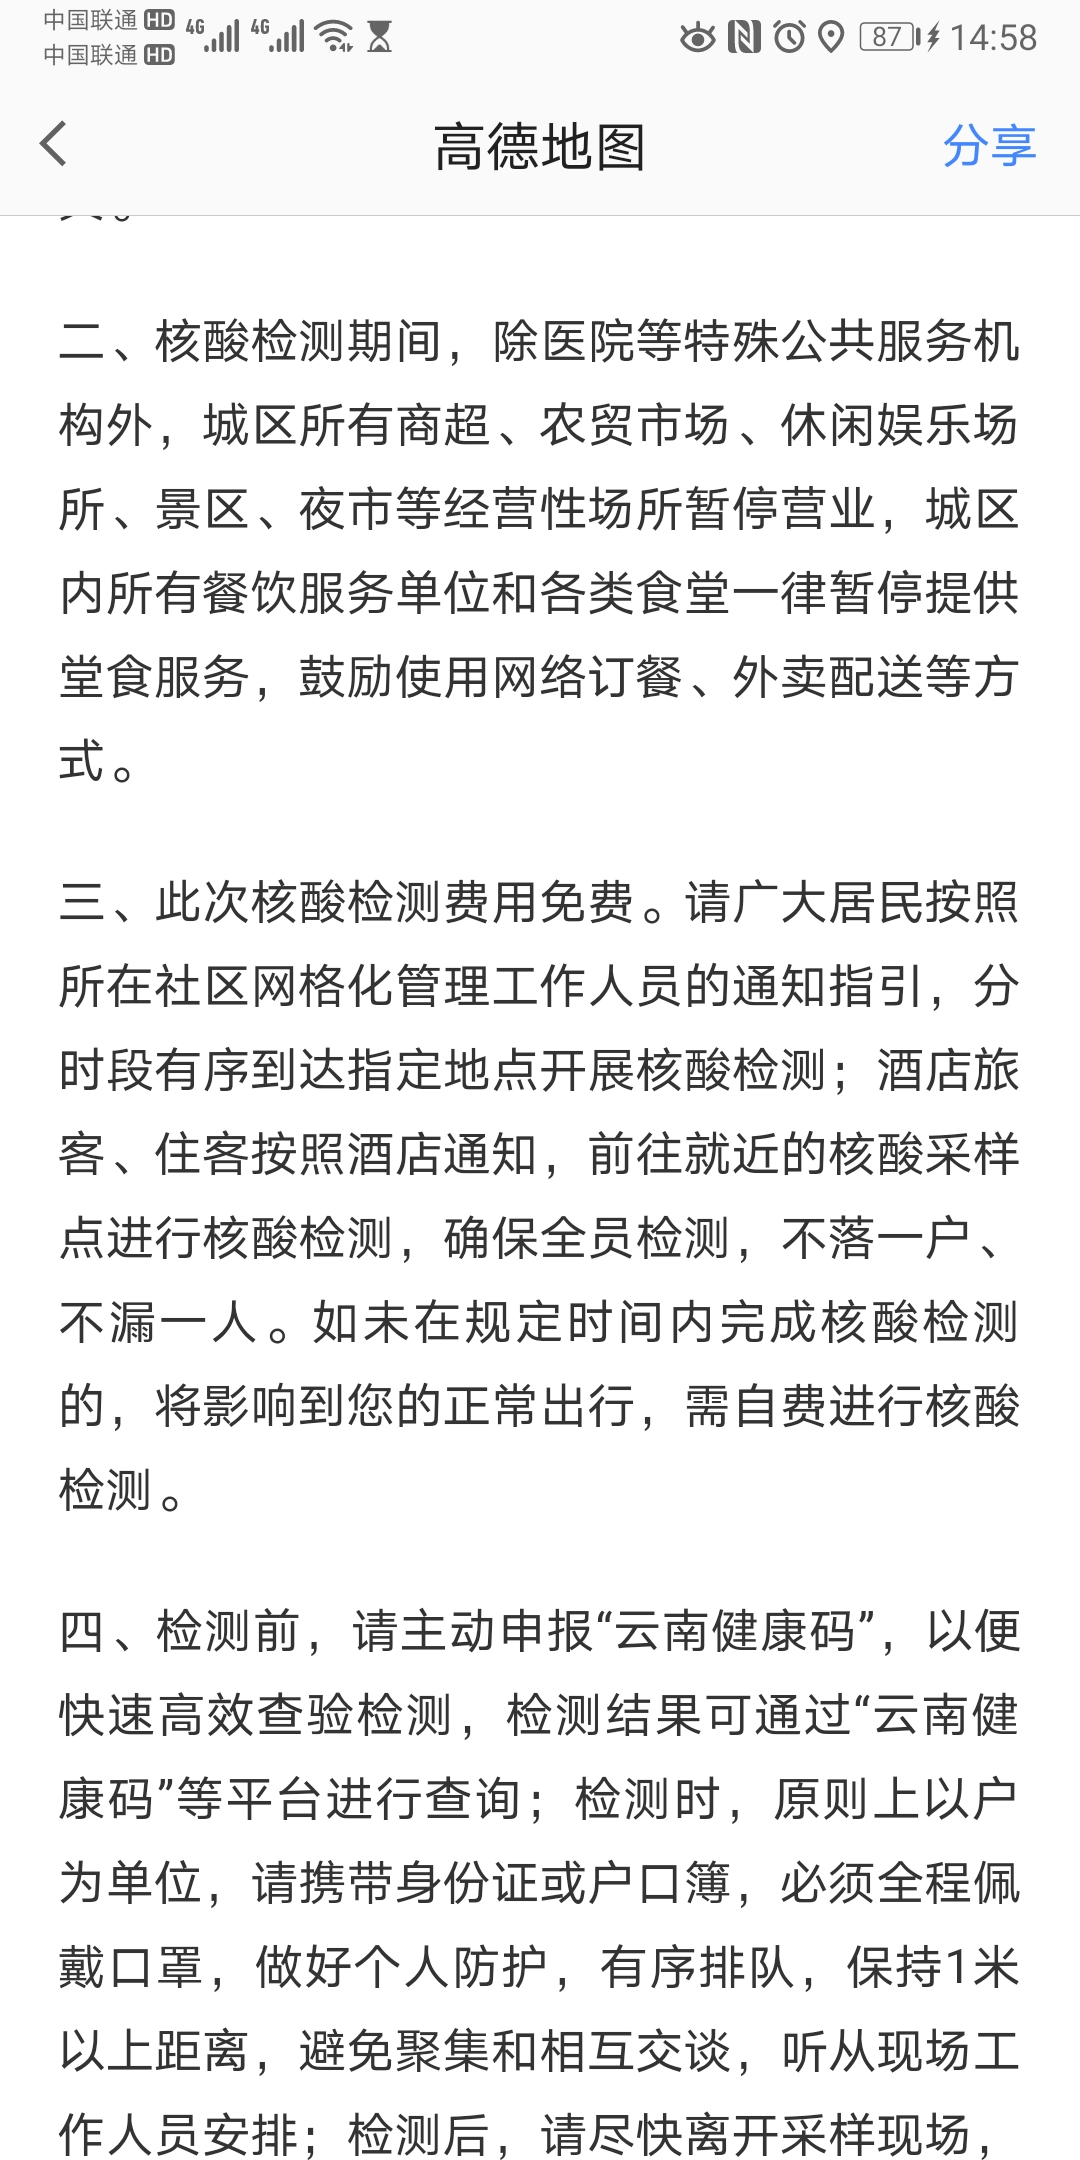 中国联通 HD 4G 4G 87 14:58
中国联通 HD
高德地图 分享
二、核酸检测期间，除医院等特殊公共服务机
构外，城区所有商超、农贸市场、休闲娱乐场
所、景区、夜市等经营性场所暂停营业，城区
内所有餐饮服务单位和各类食堂一律暂停提供
堂食服务，鼓励使用网络订餐、外卖配送等方
式。
三、此次核酸检测费用免费。请广大居民按照
所在社区网格化管理工作人员的通知指引，分
时段有序到达指定地点开展核酸检测；酒店旅
客、住客按照酒店通知，前往就近的核酸采样
点进行核酸检测，确保全员检测，不落一户、
不漏一人。如未在规定时间内完成核酸检测
的，将影响到您的正常出行，需自费进行核酸
检测。
四、检测前，请主动申报“云南健康码”，以便
快速高效查验检测，检测结果可通过“云南健
康码”等平台进行查询；检测时，原则上以户
为单位，请携带身份证或户口簿，必须全程佩
戴口罩，做好个人防护，有序排队，保持1米
以上距离，避免聚集和相互交谈，听从现场工
作人员安排；检测后，请尽快离开采样现场，